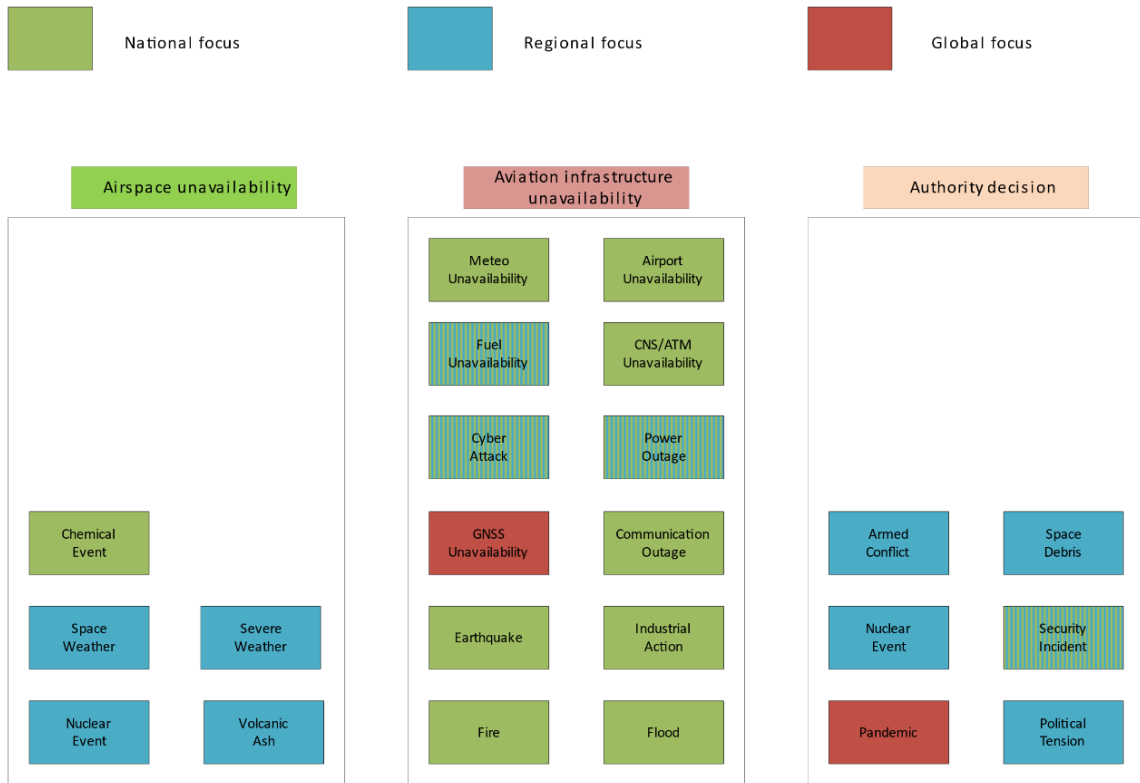 National focus
Regional focus
Global focus
Airspace unavailability
Aviation infrastructure
unavailability
Authority decision
Chemical
Event
Space
Weather
Severe
Weather
Nuclear
Event
Volcanic
Ash
Meteo
Unavailability
Airport
Unavailability
Fuel
Unavailability
CNS/ATM
Unavailability
Cyber
Attack
Power
Outage
GNSS
Unavailability
Communication
Outage
Earthquake
Industrial
Action
Fire
Flood
Armed
Conflict
Space
Debris
Nuclear
Event
Security
Incident
Pandemic
Political
Tension